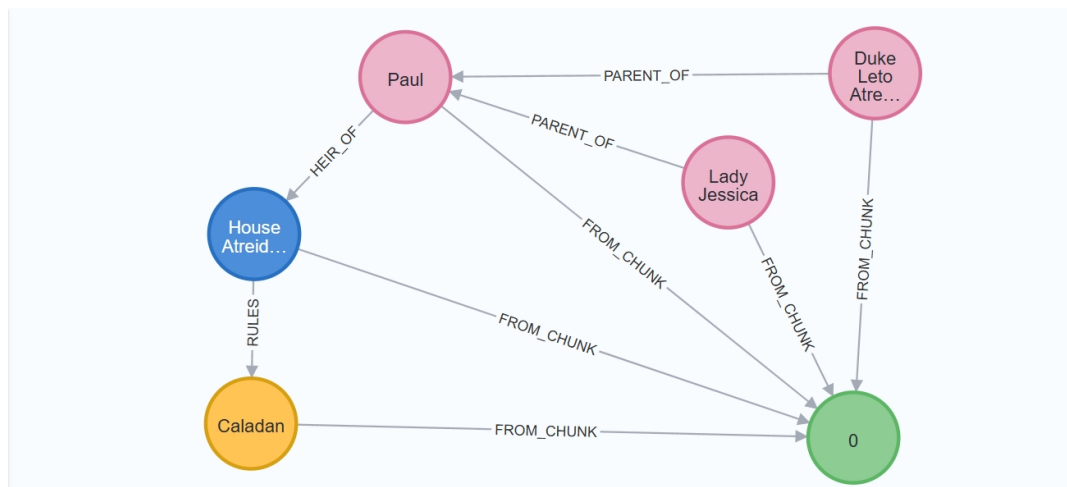 Paul
PARENT_OF
Duke
Leto
Atre…
PARENT_OF
HEIR_OF
Lady
Jessica
House
Atreid…
FROM_CHUNK
FROM_CHUNK
FROM_CHUNK
RULES
FROM_CHUNK
Caladan
FROM_CHUNK
0